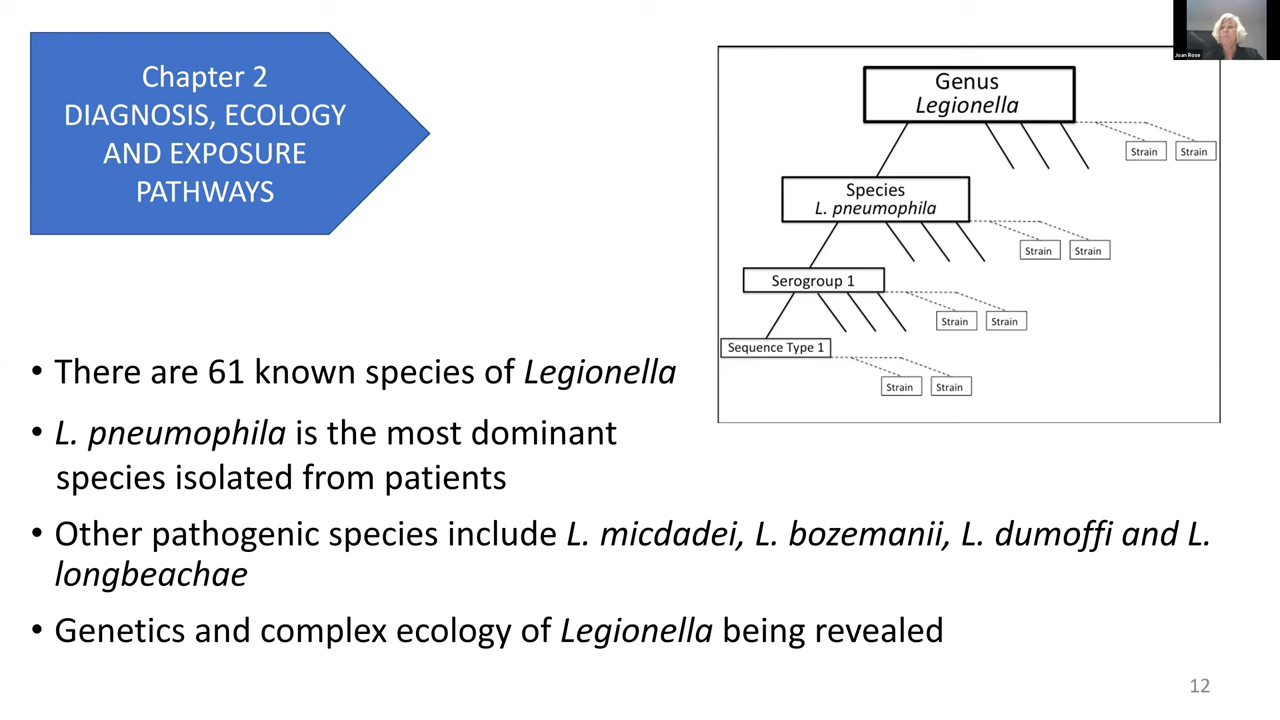 Chapter 2
DIAGNOSIS, ECOLOGY
AND EXPOSURE
PATHWAYS
Joan Rose
Genus
Legionella
Strain Strain
Species
L. pneumophila
Strain Strain
Serogroup 1
Strain Strain
Sequence Type 1
Strain Strain
• There are 61 known species of Legionella
• L. pneumophila is the most dominant
species isolated from patients
• Other pathogenic species include L. micdadei, L. bozemanii, L. dumoffi and L.
longbeachae
• Genetics and complex ecology of Legionella being revealed
12